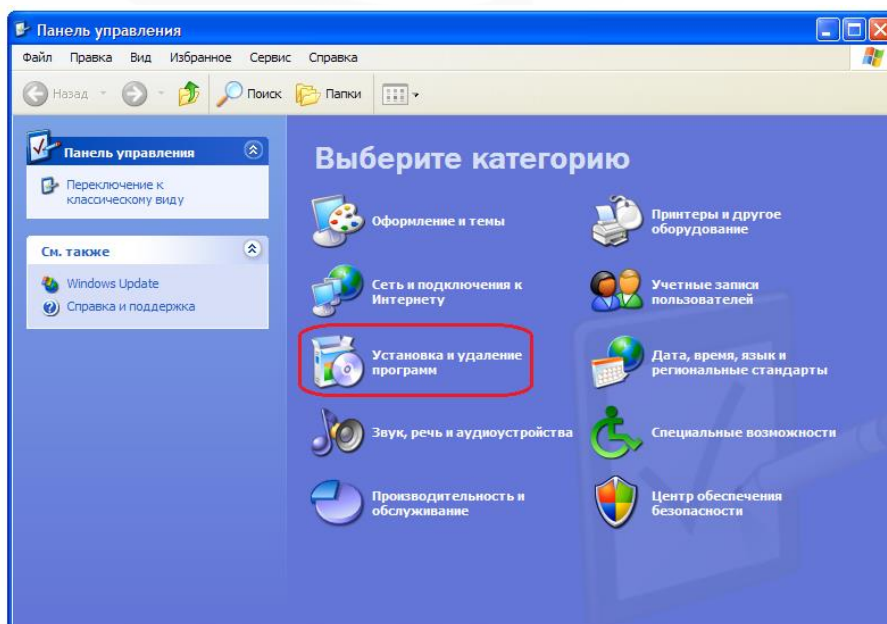 Панель управления
Файл Правка Вид Избранное Сервис Справка
Назад Поиск Папки
Панель управления
Переключение к
классическому виду
См. также
Windows Update
Справка и поддержка
Выберите категорию
Оформление и темы
Принтеры и другое
оборудование
Сеть и подключения к
Интернету
Учетные записи
пользователей
Установка и удаление
программ
Дата, время, язык и
региональные стандарты
Звук, речь и аудиоустройства
Специальные возможности
Производительность и
обслуживание
Центр обеспечения
безопасности